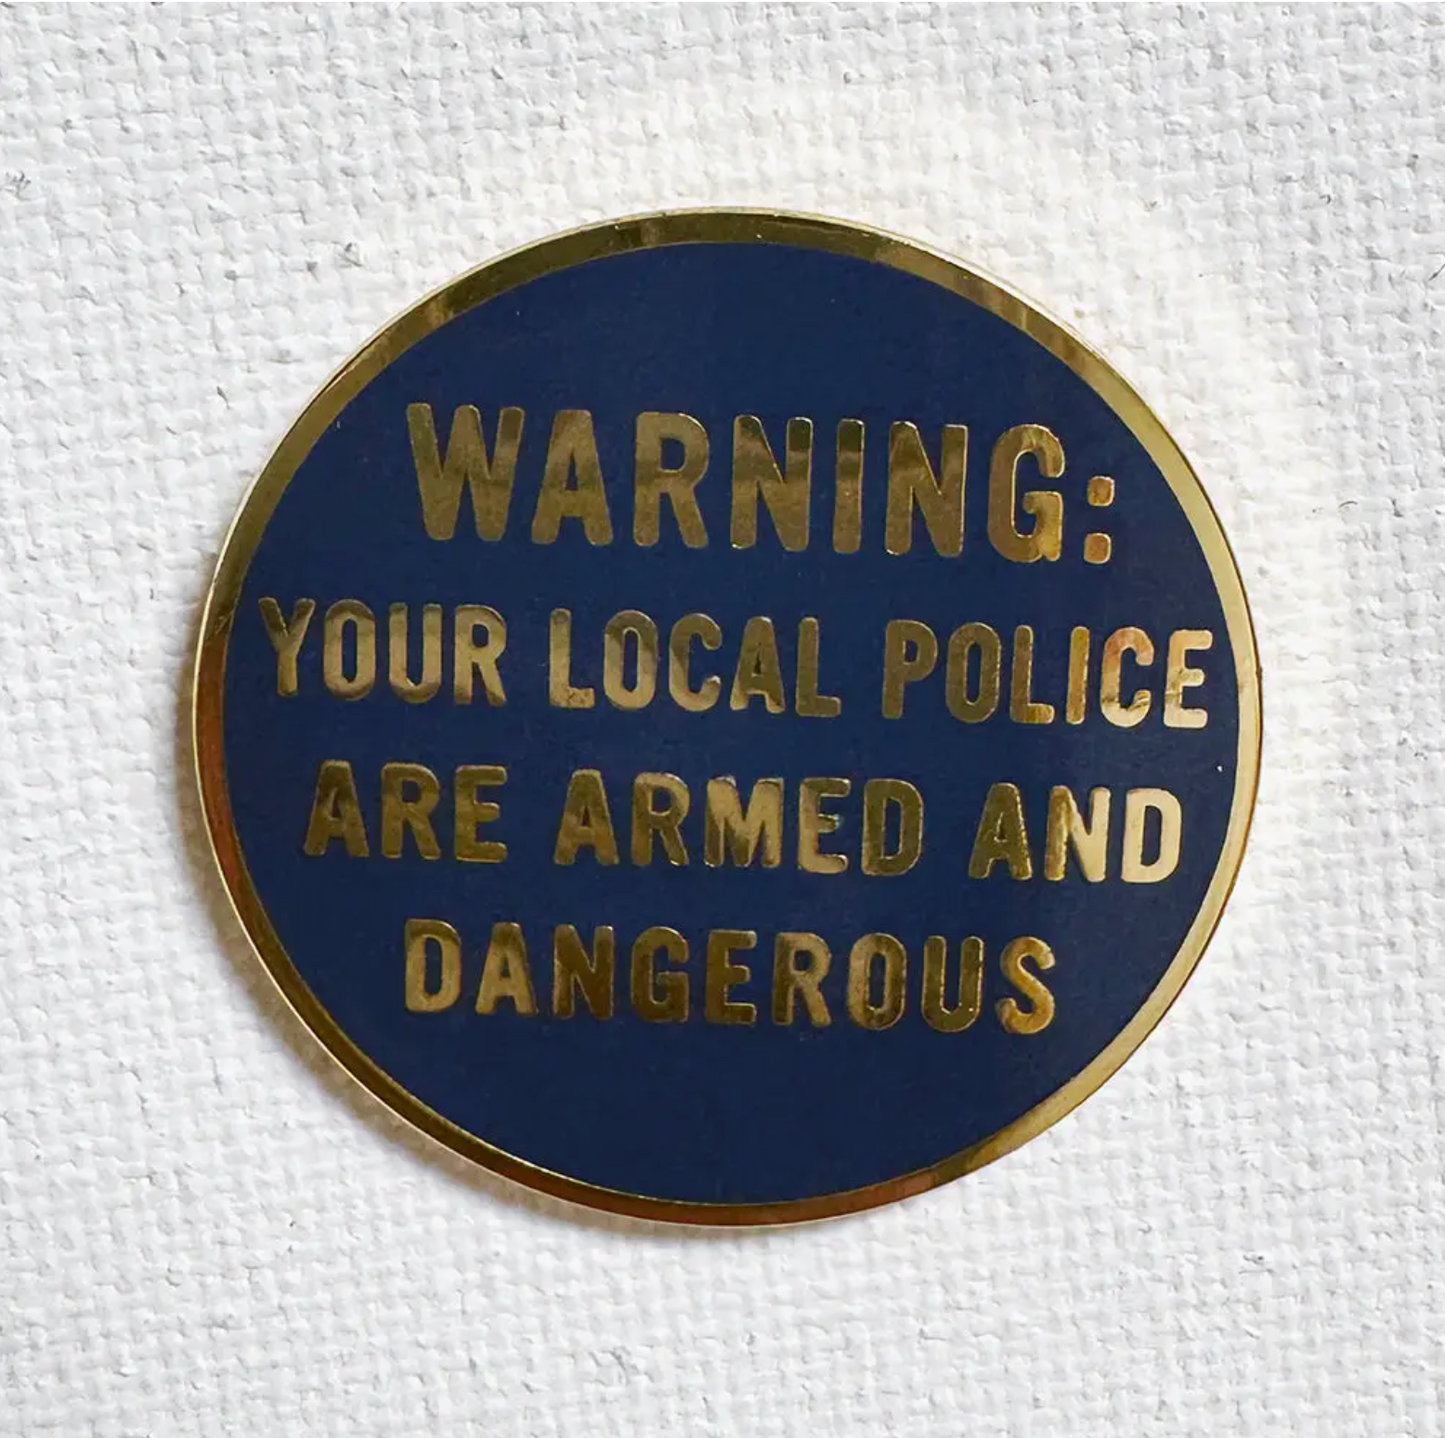 WARNING:
YOUR LOCAL POLICE
ARE ARMED AND
DANGEROUS